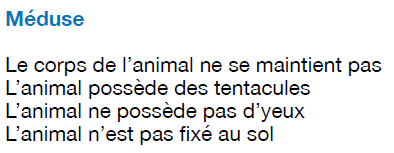 Méduse
Le corps de l’animal ne se maintient pas
L’animal possède des tentacules
L’animal ne possède pas d’yeux
L’animal n’est pas fixé au sol